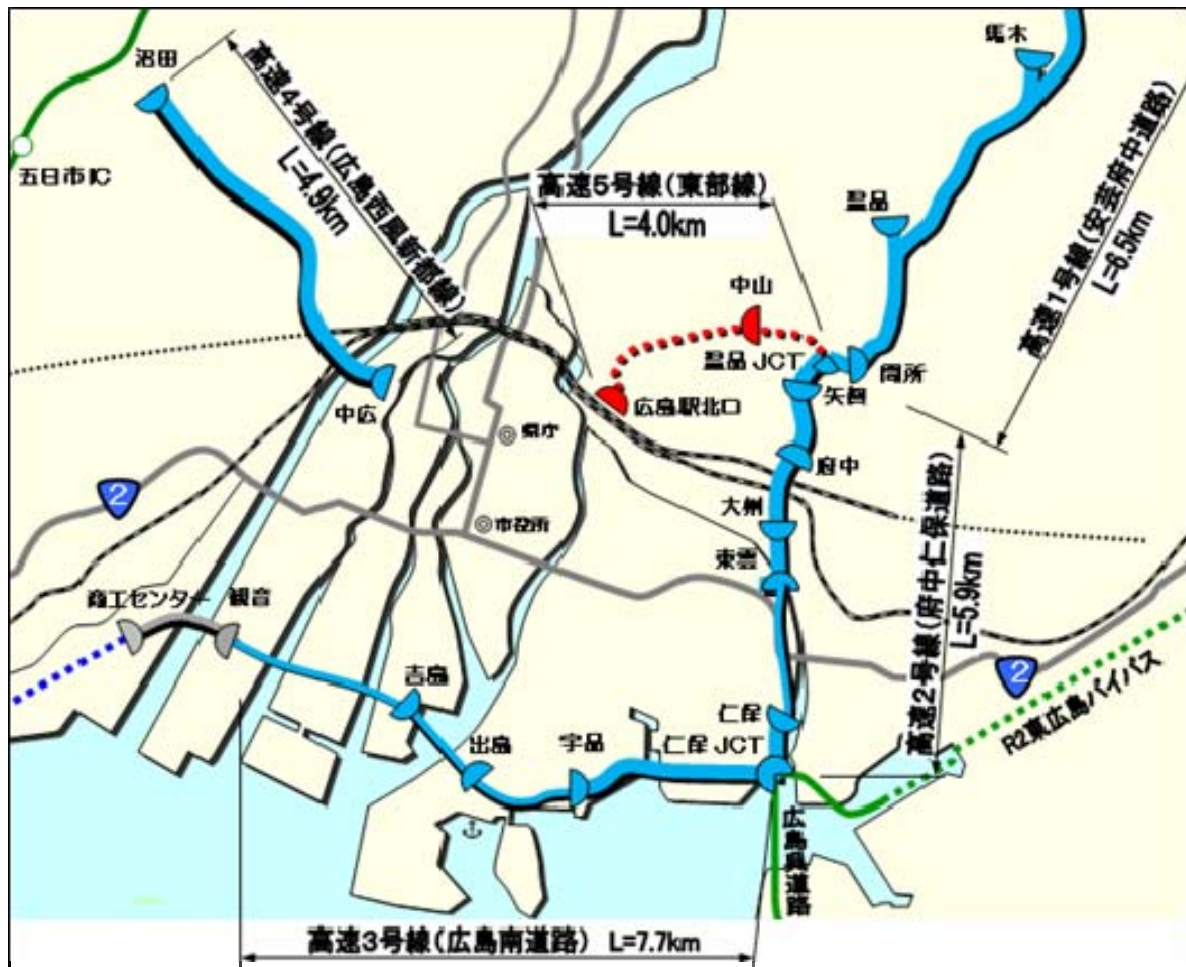 沼田
馬木
高速4号線(広島西風新都線)
L=4.9km
五日市IC
高速5号線(東部線)
L=4.0km
温品
高速1号線(安芸府中道路)
L=6.5km
中山
温品JCT
間所
広島駅北口
矢賀
中広
県庁
府中
2
大州
市役所
東雲
高速2号線(府中仁保道路)
L=5.9km
商工センター
観音
吉島
仁保
2
R2東広島バイパス
出島
宇品
仁保JCT
広島呉道路
高速3号線(広島南道路) L=7.7km